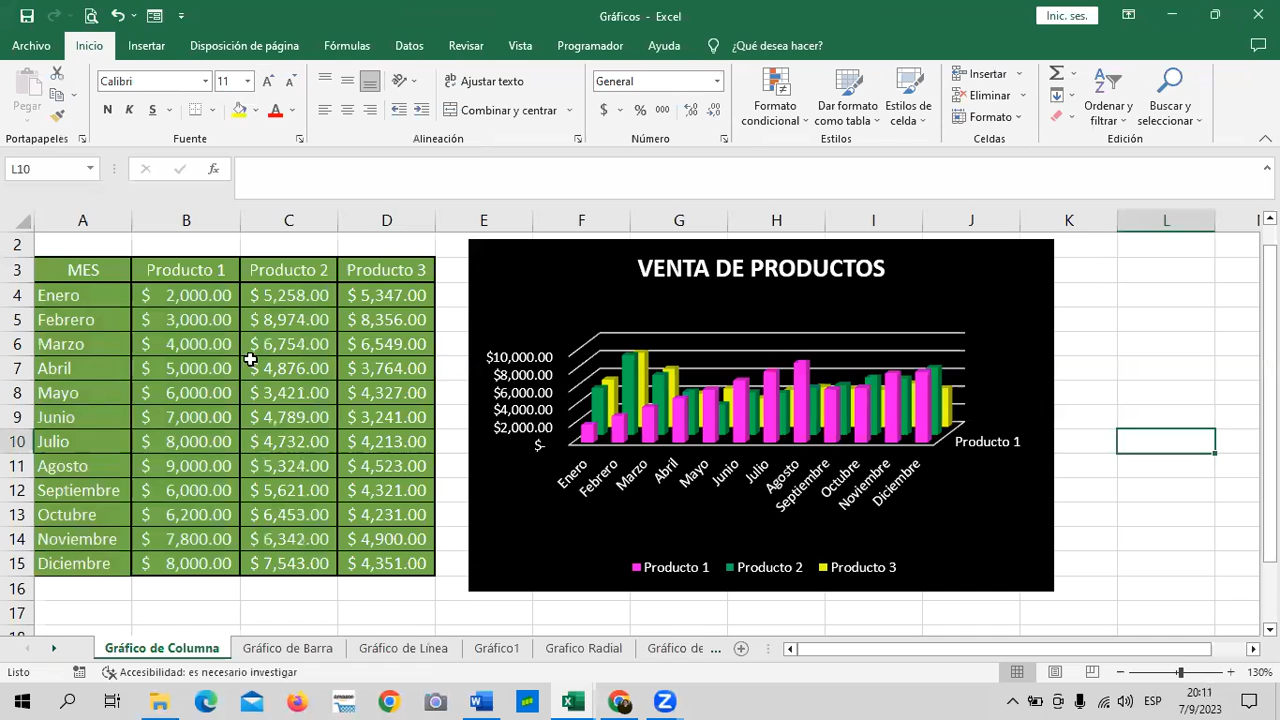 Gráficos - Excel
Inic. ses.
Archivo Inicio Insertar Disposición de página Fórmulas Datos Revisar Vista Programador Ayuda ¿Qué desea hacer?
Pegar
Calibri 11
N K S
Ajustar texto
Combinar y centrar
General
$ % 000
Formato condicional
Dar formato como tabla
Estilos de celda
Insertar
Eliminar
Formato
Ordenar y filtrar
Buscar y seleccionar
Portapapeles Fuente Alineación Número Estilos Celdas Edición
L10 fx
A B C D E F G H I J K L
2
3 MES Producto 1 Producto 2 Producto 3
4 Enero $ 2,000.00 $ 5,258.00 $ 5,347.00
5 Febrero $ 3,000.00 $ 8,974.00 $ 8,356.00
6 Marzo $ 4,000.00 $ 6,754.00 $ 6,549.00
7 Abril $ 5,000.00 $ 4,876.00 $ 3,764.00
8 Mayo $ 6,000.00 $ 3,421.00 $ 4,327.00
9 Junio $ 7,000.00 $ 4,789.00 $ 3,241.00
10 Julio $ 8,000.00 $ 4,732.00 $ 4,213.00
11 Agosto $ 9,000.00 $ 5,324.00 $ 4,523.00
12 Septiembre $ 6,000.00 $ 5,621.00 $ 4,321.00
13 Octubre $ 6,200.00 $ 6,453.00 $ 4,231.00
14 Noviembre $ 7,800.00 $ 6,342.00 $ 4,900.00
15 Diciembre $ 8,000.00 $ 7,543.00 $ 4,351.00
16
17
VENTA DE PRODUCTOS
$10,000.00
$8,000.00
$6,000.00
$4,000.00
$2,000.00
$-
Producto 1
Enero Febrero Marzo Abril Mayo Junio Julio Agosto Septiembre Octubre Noviembre Diciembre
Producto 1 Producto 2 Producto 3
Gráfico de Columna Gráfico de Barra Gráfico de Línea Gráfico1 Grafico Radial Gráfico de ...
Listo Accesibilidad: es necesario investigar 130%
ESP 20:11
7/9/2023